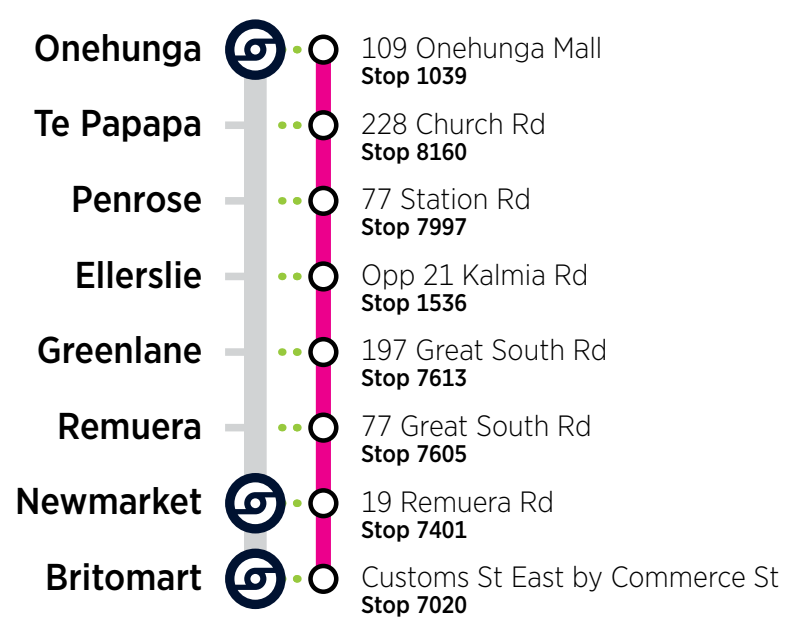 Onehunga
109 Onehunga Mall
Stop 1039
Te Papapa
228 Church Rd
Stop 8160
Penrose
77 Station Rd
Stop 7997
Ellerslie
Opp 21 Kalmia Rd
Stop 1536
Greenlane
197 Great South Rd
Stop 7613
Remuera
77 Great South Rd
Stop 7605
Newmarket
19 Remuera Rd
Stop 7401
Britomart
Customs St East by Commerce St
Stop 7020